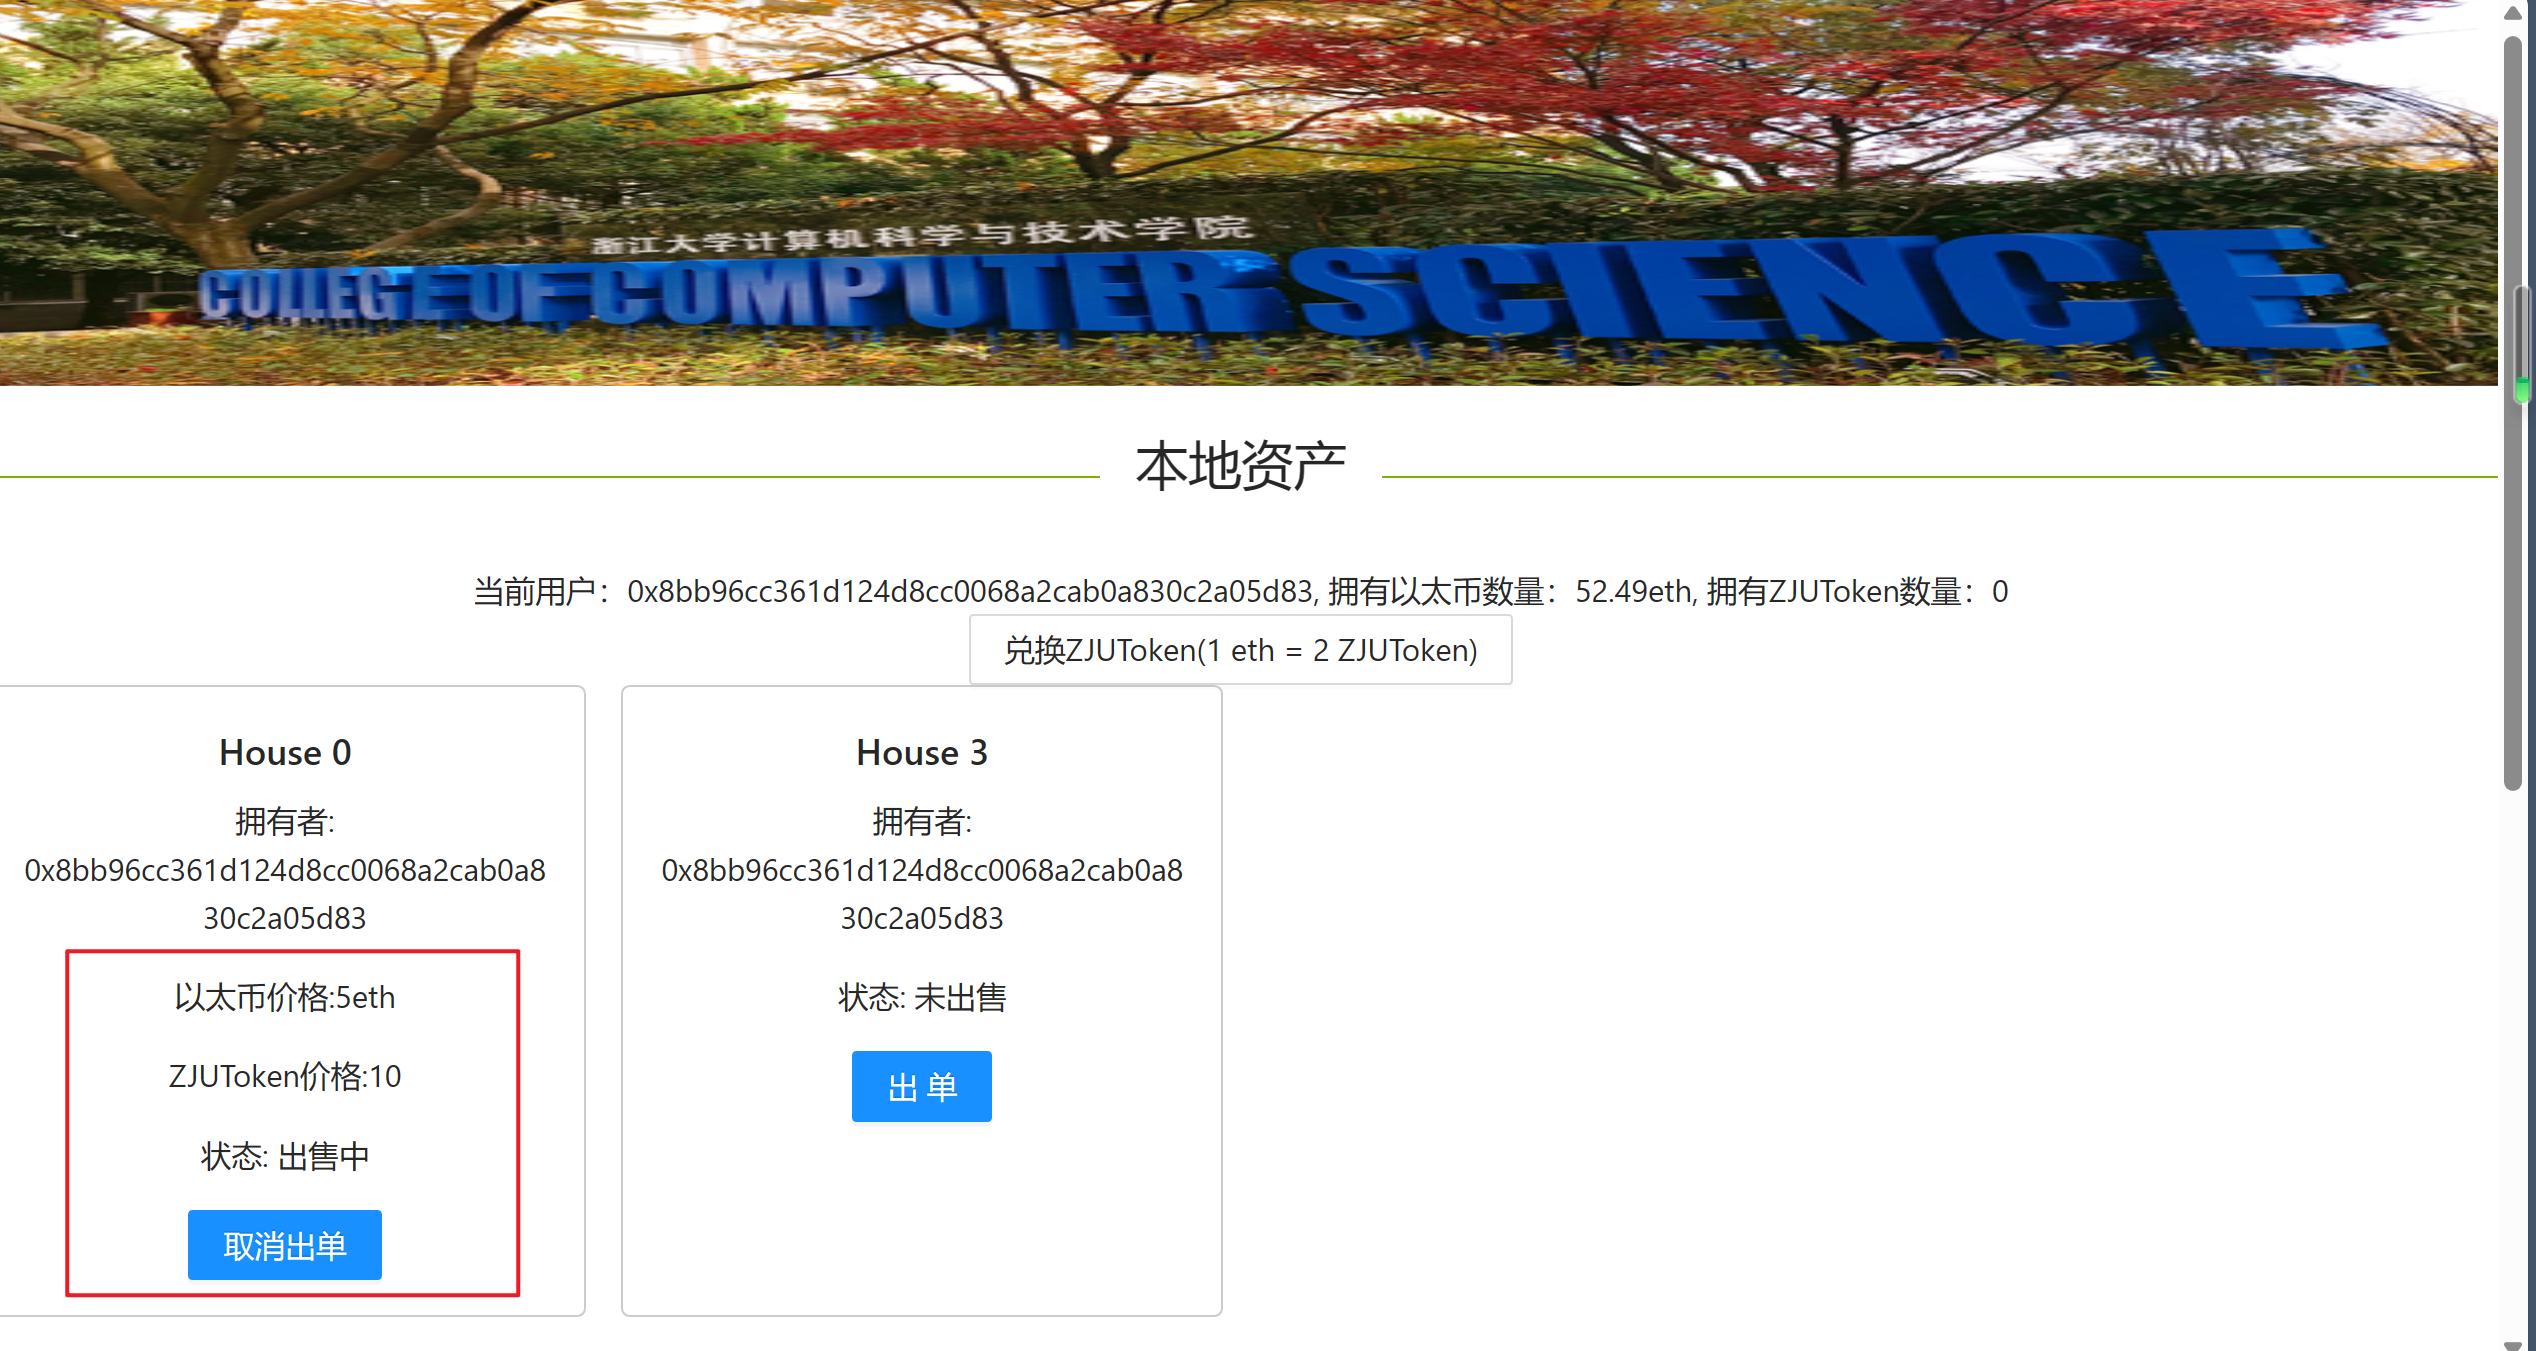 浙江大学计算机科学与技术学院
COLLEGE OF COMPUTER SCIENCE
本地资产
当前用户：0x8bb96cc361d124d8cc0068a2cab0a830c2a05d83, 拥有以太币数量：52.49eth, 拥有ZJUToken数量：0
兑换ZJUToken(1 eth = 2 ZJUToken)
House 0
拥有者:
0x8bb96cc361d124d8cc0068a2cab0a8
30c2a05d83
以太币价格:5eth
ZJUToken价格:10
状态: 出售中
取消出单
House 3
拥有者:
0x8bb96cc361d124d8cc0068a2cab0a8
30c2a05d83
状态: 未出售
出 单